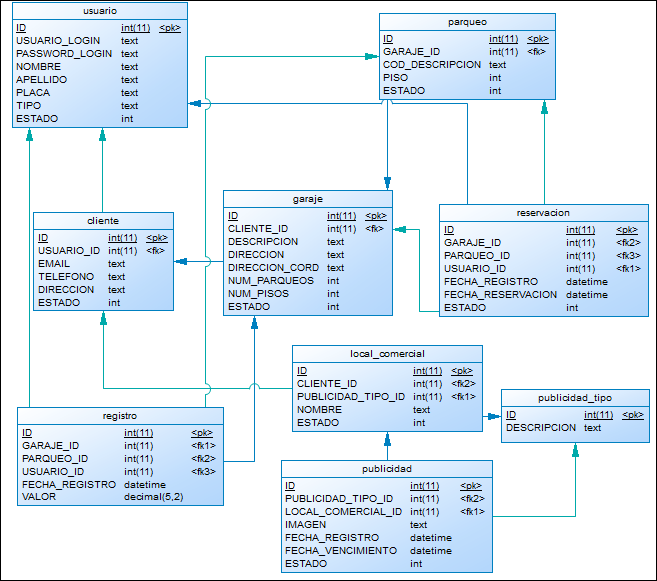 usuario
ID int(11) <pk>
USUARIO_LOGIN text
PASSWORD_LOGIN text
NOMBRE text
APELLIDO text
PLACA text
TIPO text
ESTADO int
parqueo
ID int(11) <pk>
GARAJE_ID int(11) <fk>
COD_DESCRIPCION text
PISO int
ESTADO int
cliente
ID int(11) <pk>
USUARIO_ID int(11) <fk>
EMAIL text
TELEFONO text
DIRECCION text
ESTADO int
garaje
ID int(11) <pk>
CLIENTE_ID int(11) <fk>
DESCRIPCION text
DIRECCION text
DIRECCION_CORD text
NUM_PARQUEOS int
NUM_PISOS int
ESTADO int
reservacion
ID int(11) <pk>
GARAJE_ID int(11) <fk2>
PARQUEO_ID int(11) <fk3>
USUARIO_ID int(11) <fk1>
FECHA_REGISTRO datetime
FECHA_RESERVACION datetime
ESTADO int
local_comercial
ID int(11) <pk>
CLIENTE_ID int(11) <fk2>
PUBLICIDAD_TIPO_ID int(11) <fk1>
NOMBRE text
ESTADO int
publicidad_tipo
ID int(11) <pk>
DESCRIPCION text
registro
ID int(11) <pk>
GARAJE_ID int(11) <fk1>
PARQUEO_ID int(11) <fk2>
USUARIO_ID int(11) <fk3>
FECHA_REGISTRO datetime
VALOR decimal(5,2)
publicidad
ID int(11) <pk>
PUBLICIDAD_TIPO_ID int(11) <fk2>
LOCAL_COMERCIAL_ID int(11) <fk1>
IMAGEN text
FECHA_REGISTRO datetime
FECHA_VENCIMIENTO datetime
ESTADO int